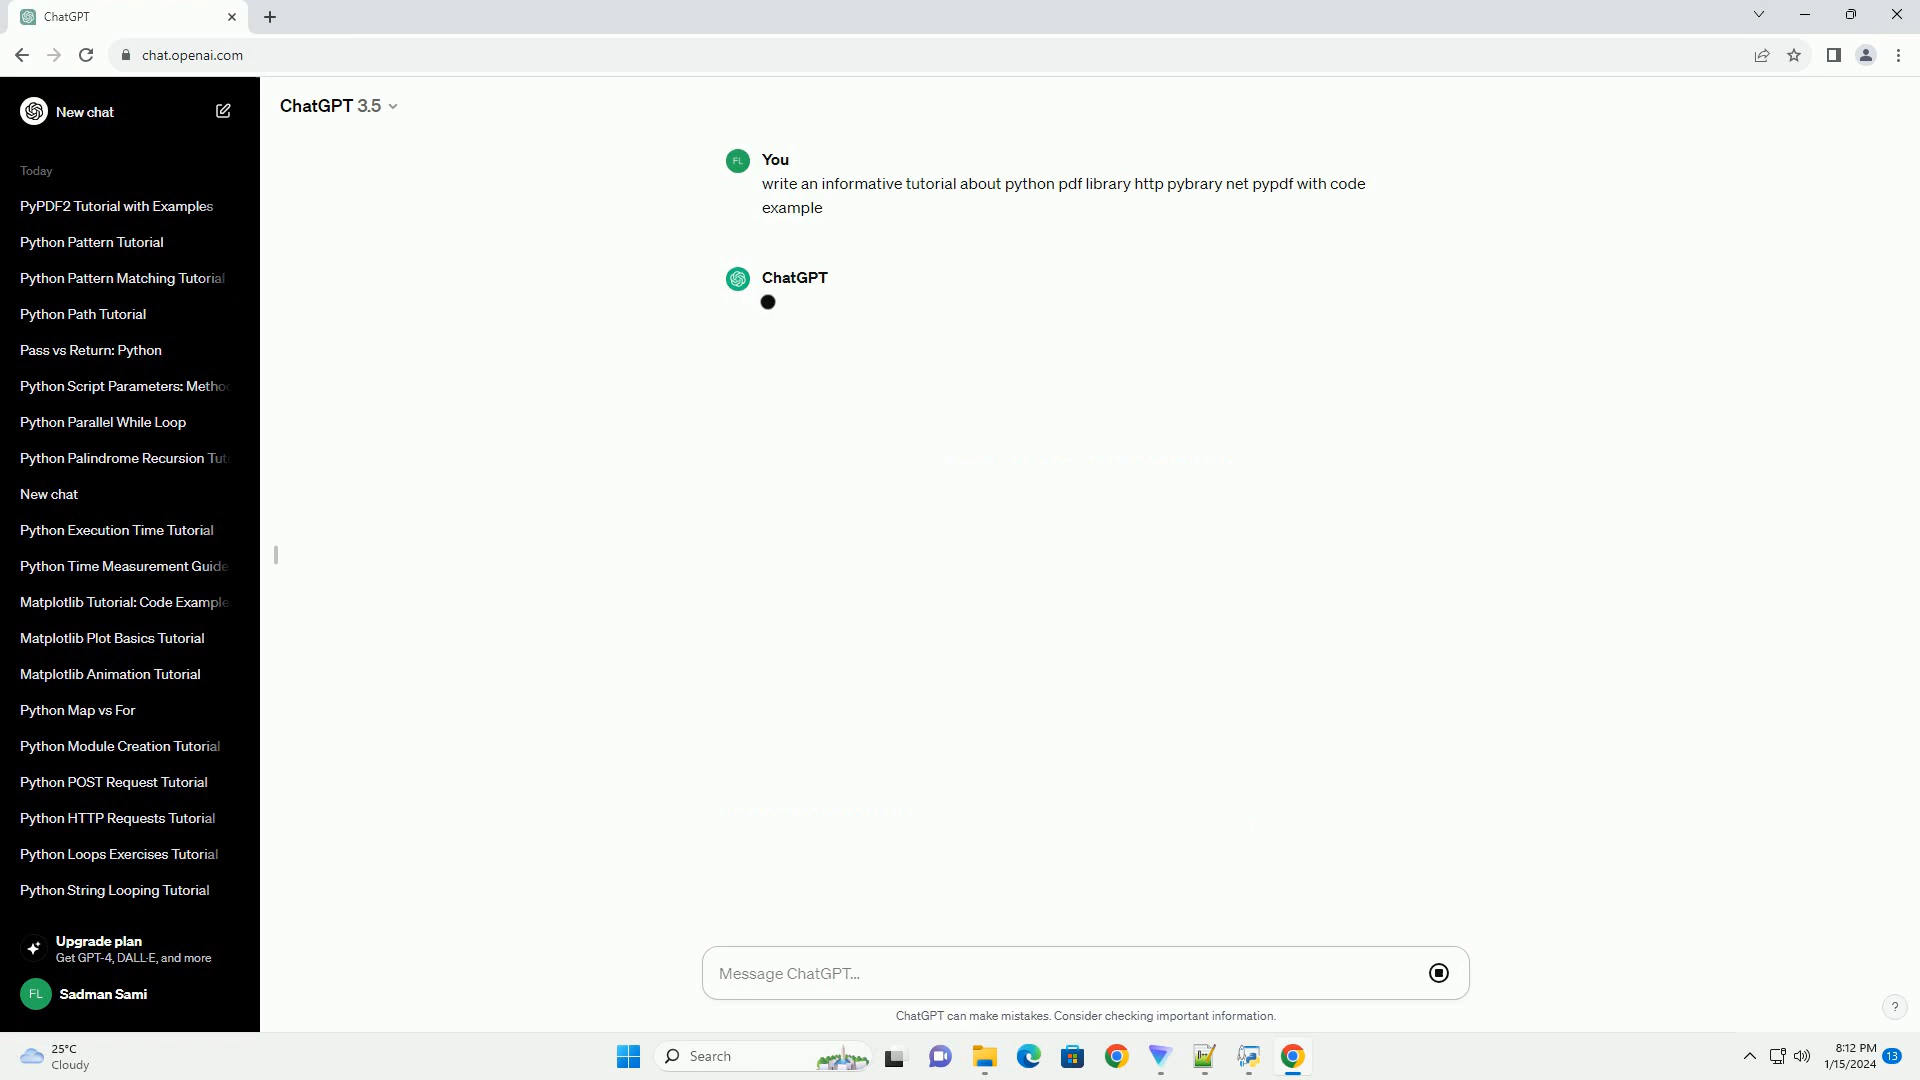 ChatGPT
chat.openai.com
New chat
Today
PyPDF2 Tutorial with Examples
Python Pattern Tutorial
Python Pattern Matching Tutorial
Python Path Tutorial
Pass vs Return: Python
Python Script Parameters: Metho
Python Parallel While Loop
Python Palindrome Recursion Tut
New chat
Python Execution Time Tutorial
Python Time Measurement Guide
Matplotlib Tutorial: Code Example
Matplotlib Plot Basics Tutorial
Matplotlib Animation Tutorial
Python Map vs For
Python Module Creation Tutorial
Python POST Request Tutorial
Python HTTP Requests Tutorial
Python Loops Exercises Tutorial
Python String Looping Tutorial
Upgrade plan
Get GPT-4, DALL·E, and more
FL Sadman Sami
ChatGPT 3.5
FL You
write an informative tutorial about python pdf library http pybrary net pypdf with code
example
ChatGPT
Message ChatGPT...
ChatGPT can make mistakes. Consider checking important information.
?
25°C
Cloudy
Search
8:12 PM
1/15/2024
13